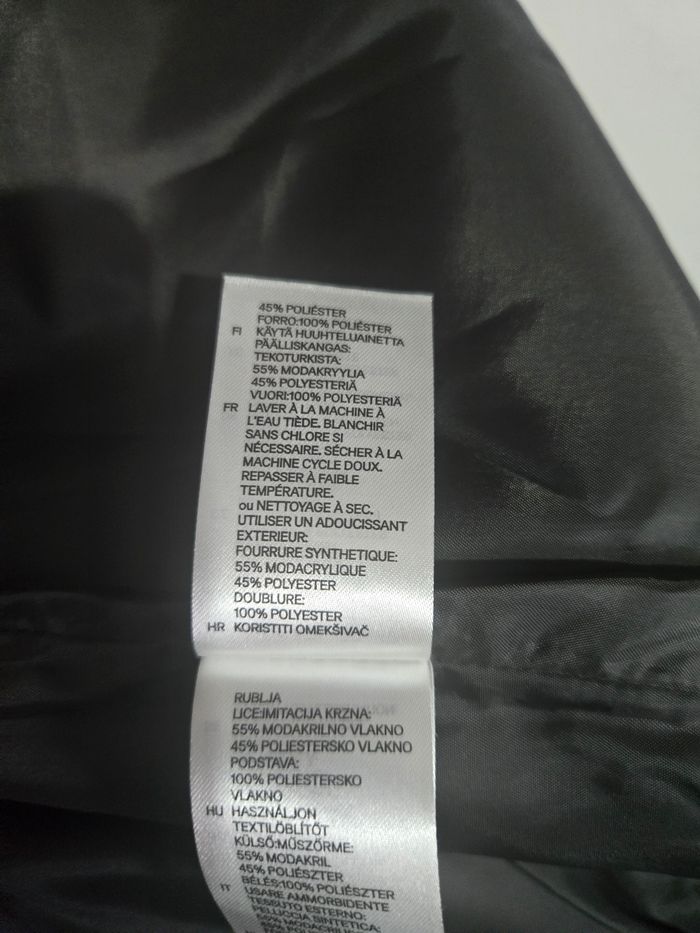 45% POLIÉSTER
FORRO:100% POLIÉSTER
FI KÄYTÄ HUUHTELUAINETTA
PÄÄLLISKANGAS:
TEKOTURKISTA:
55% MODAKRYYLIA
45% POLYESTERIÄ
VUORI:100% POLYESTERIÄ
FR LAVER À LA MACHINE À
L'EAU TIÈDE. BLANCHIR
SANS CHLORE SI
NÉCESSAIRE. SÉCHER À LA
MACHINE CYCLE DOUX.
REPASSER À FAIBLE
TEMPÉRATURE.
ou NETTOYAGE À SEC.
UTILISER UN ADOUCISSANT
EXTERIEUR:
FOURRURE SYNTHETIQUE:
55% MODACRYLIQUE
45% POLYESTER
DOUBLURE:
100% POLYESTER
HR KORISTITI OMEKŠIVAČ
RUBLJA
LICE:IMITACIJA KRZNA:
55% MODAKRILNO VLAKNO
45% POLIESTERSKO VLAKNO
PODSTAVA:
100% POLIESTERSKO
VLAKNO
HU HASZNÁLJON
TEXTILÖBLÍTŐT
KÜLSŐ:MŰSZŐRME:
55% MODAKRIL
45% POLIÉSZTER
BÉLÉS:100% POLIÉSZTER
IT USARE AMMORBIDENTE
TESSUTO ESTERNO:
PELLICCIA SINTETICA:
55% MODACRILICA